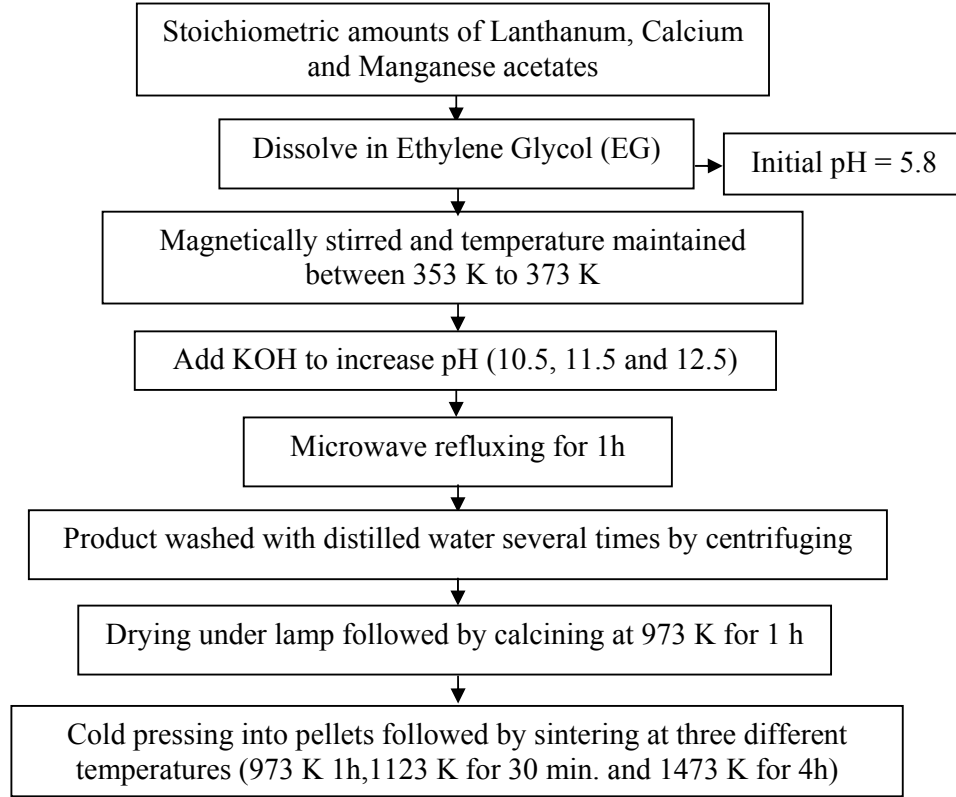 Stoichiometric amounts of Lanthanum, Calcium
and Manganese acetates
Dissolve in Ethylene Glycol (EG)
Initial pH = 5.8
Magnetically stirred and temperature maintained
between 353 K to 373 K
Add KOH to increase pH (10.5, 11.5 and 12.5)
Microwave refluxing for 1h
Product washed with distilled water several times by centrifuging
Drying under lamp followed by calcining at 973 K for 1 h
Cold pressing into pellets followed by sintering at three different
temperatures (973 K 1h,1123 K for 30 min. and 1473 K for 4h)